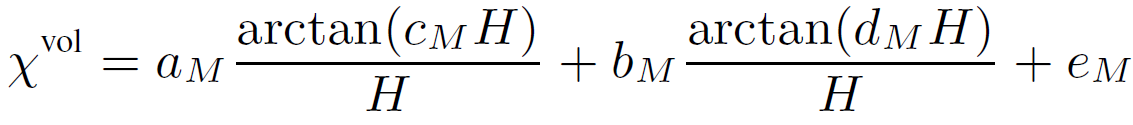 χ^vol = a_M arctan(c_M H)/H + b_M arctan(d_M H)/H + e_M